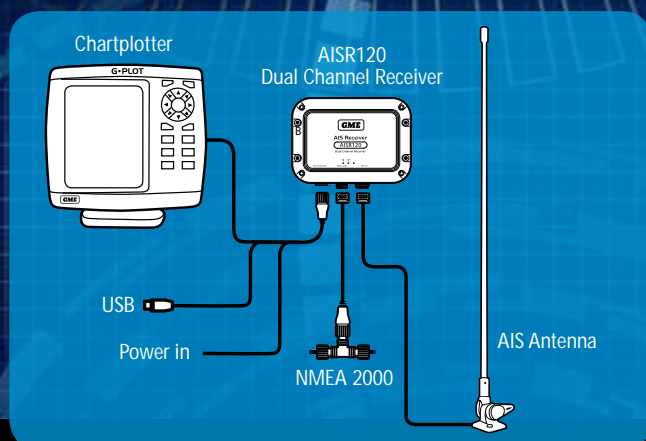 Chartplotter
AISR120
Dual Channel Receiver
G•PLOT
GME
GME
AIS Receiver
AISR120
Dual Channel Receiver
USB
Power in
NMEA 2000
AIS Antenna